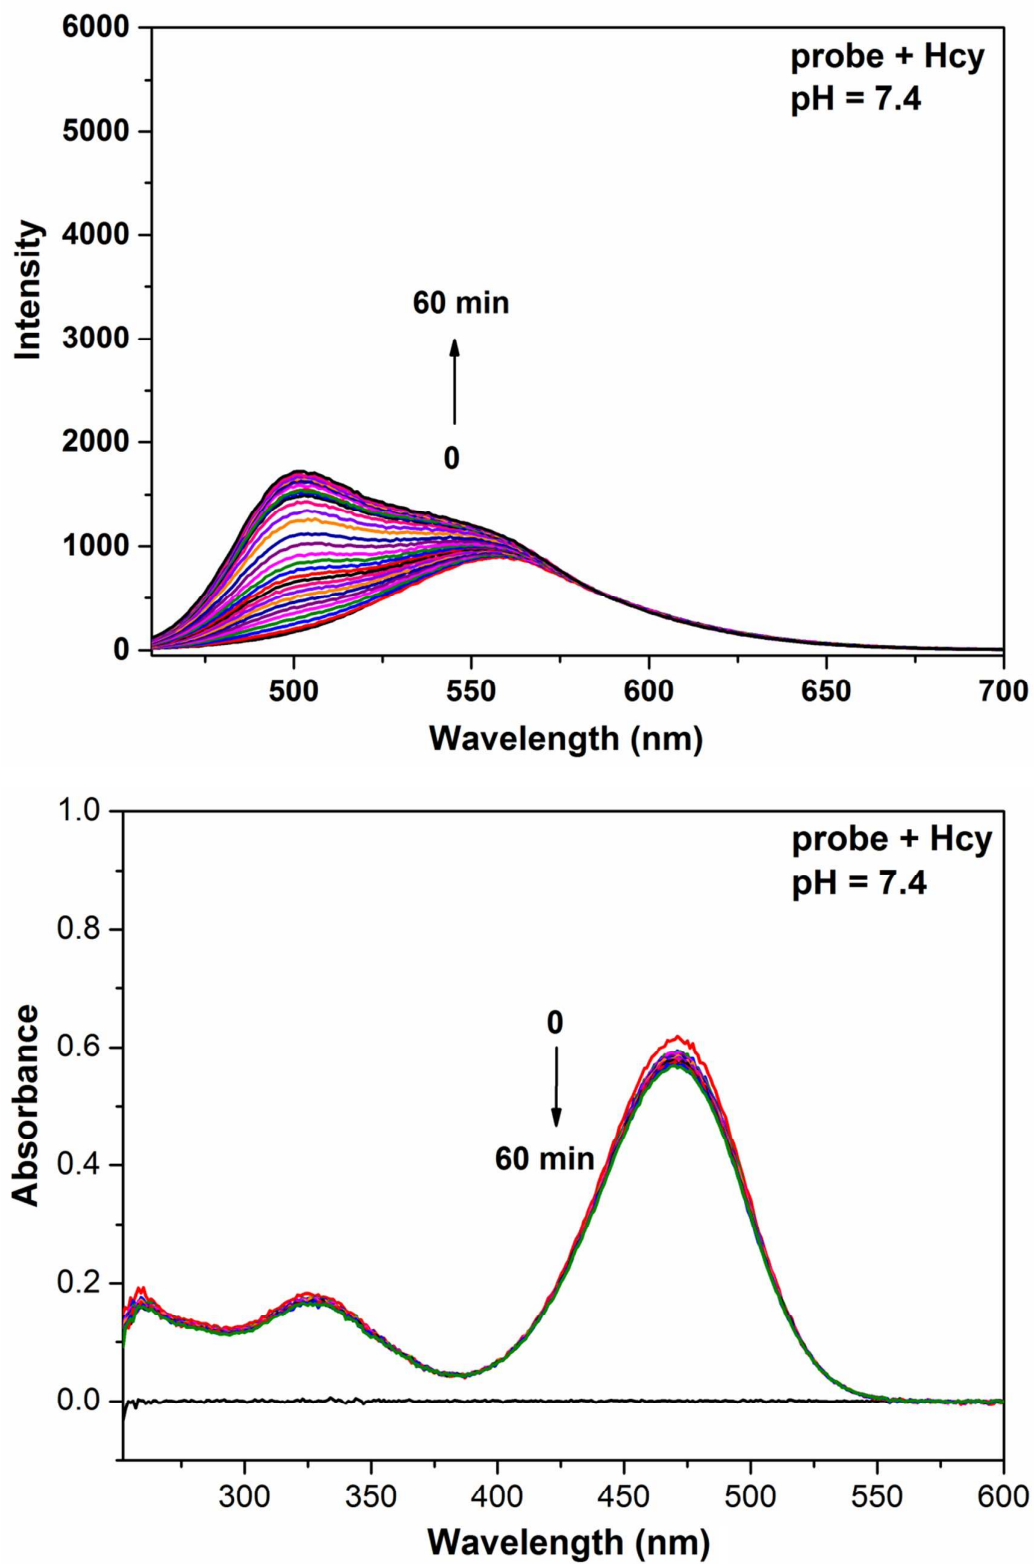 6000
probe + Hcy
pH = 7.4
5000
4000
Intensity
60 min
3000
2000
0
1000
0
500 550 600 650 700
Wavelength (nm)
1.0
probe + Hcy
pH = 7.4
0.8
Absorbance
0
0.6
60 min
0.4
0.2
0.0
300 350 400 450 500 550 600
Wavelength (nm)